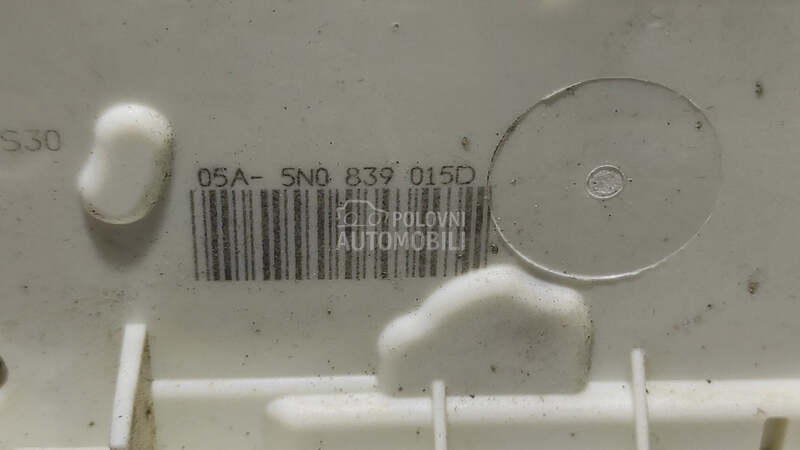 S30
05A- 5N0 839 015D
POLOVNI
AUTOMOBILI